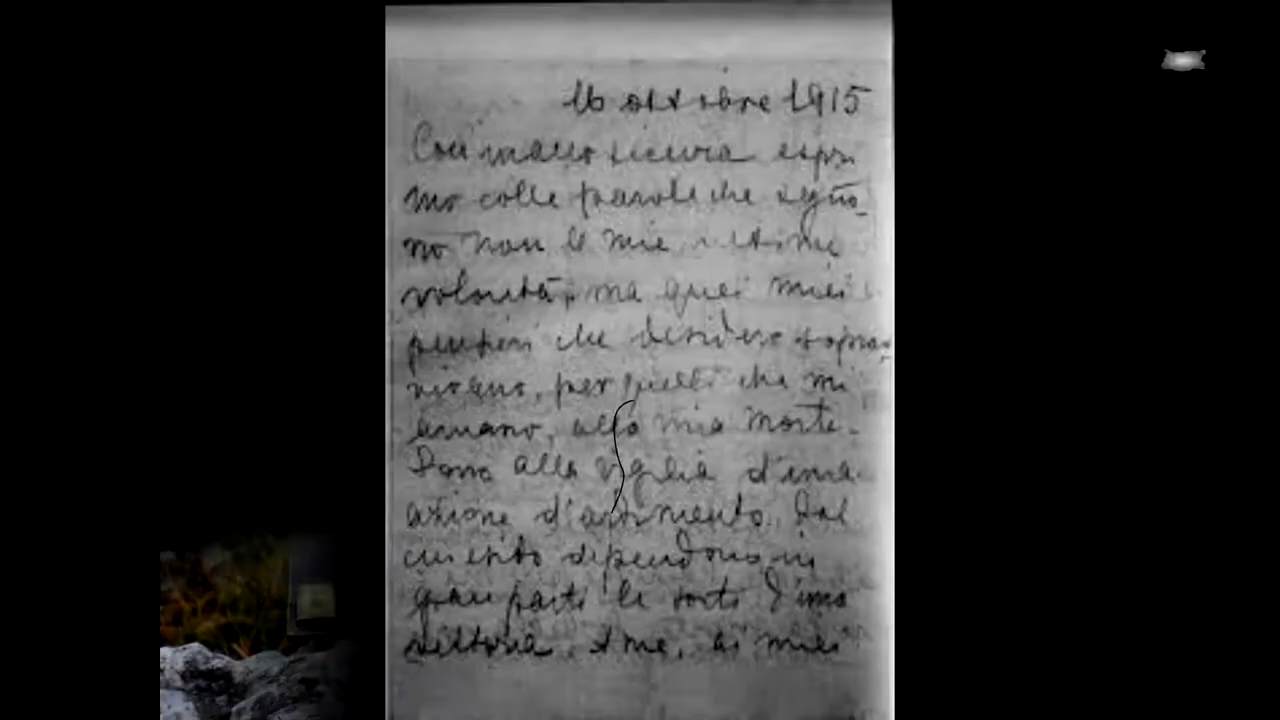 16 ottobre 1915
Con mano sicura espri
mo colle parole che segno
no non le mie ultime
volontà, ma quei miei
pensieri che desidero soprav
vivano, per quelli che mi
amano, alla mia morte.
Sono alla vigilia d'una
azione d'ardimento. Dal
cui esito dipendono in
gran parte le sorti d'una
vittoria. A me, ai miei